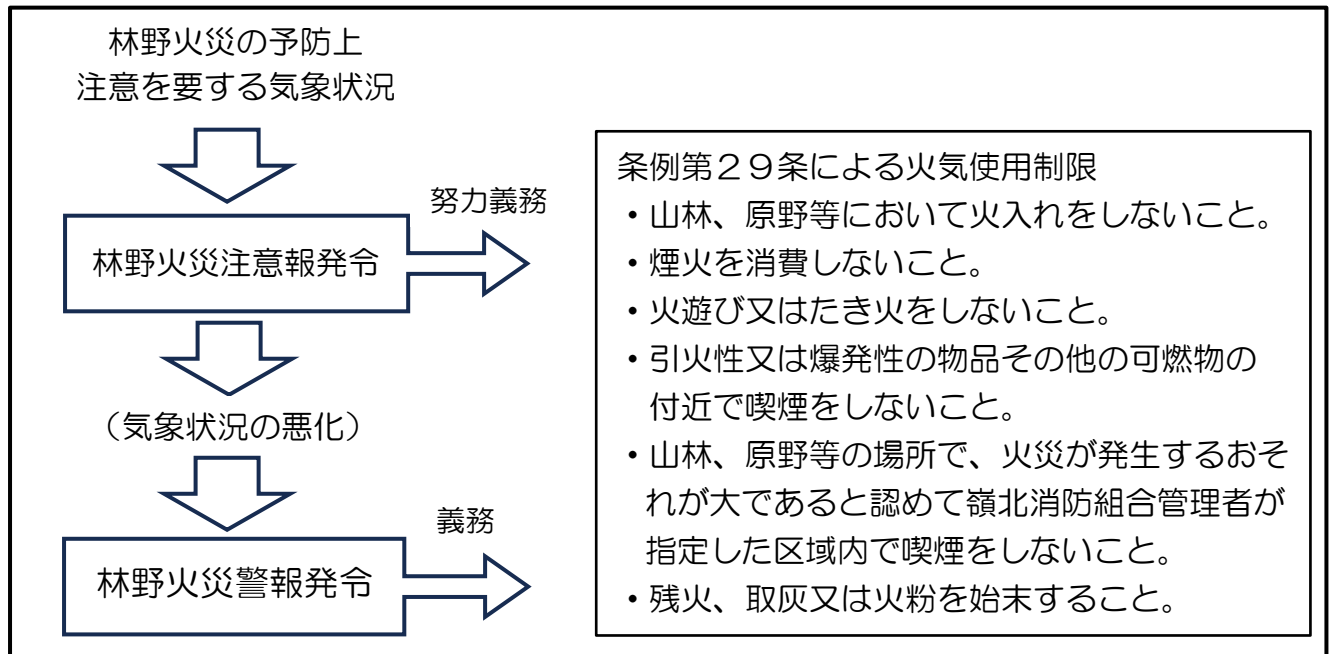 林野火災の予防上
注意を要する気象状況
努力義務
林野火災注意報発令
（気象状況の悪化）
義務
林野火災警報発令
条例第２９条による火気使用制限
・山林、原野等において火入れをしないこと。
・煙火を消費しないこと。
・火遊び又はたき火をしないこと。
・引火性又は爆発性の物品その他の可燃物の
付近で喫煙をしないこと。
・山林、原野等の場所で、火災が発生するおそ
れが大であると認めて嶺北消防組合管理者が
指定した区域内で喫煙をしないこと。
・残火、取灰又は火粉を始末すること。